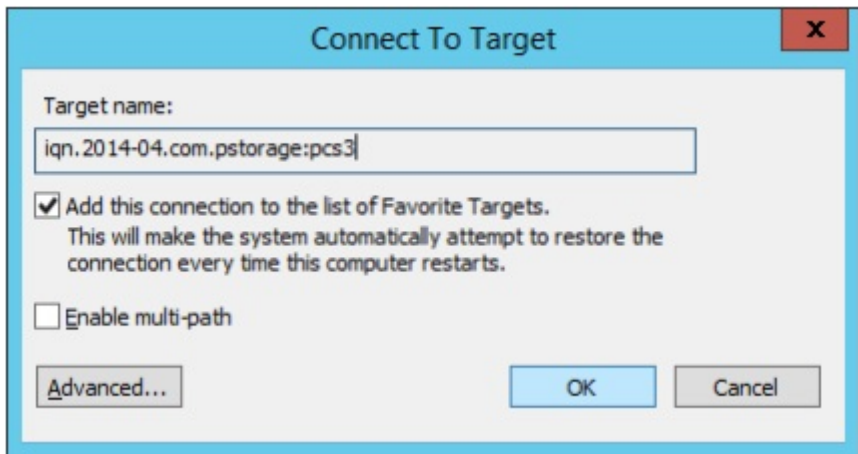 Connect To Target
x
Target name:
iqn.2014-04.com.pstorage:pcs3
Add this connection to the list of Favorite Targets.
This will make the system automatically attempt to restore the
connection every time this computer restarts.
Enable multi-path
Advanced...
OK
Cancel